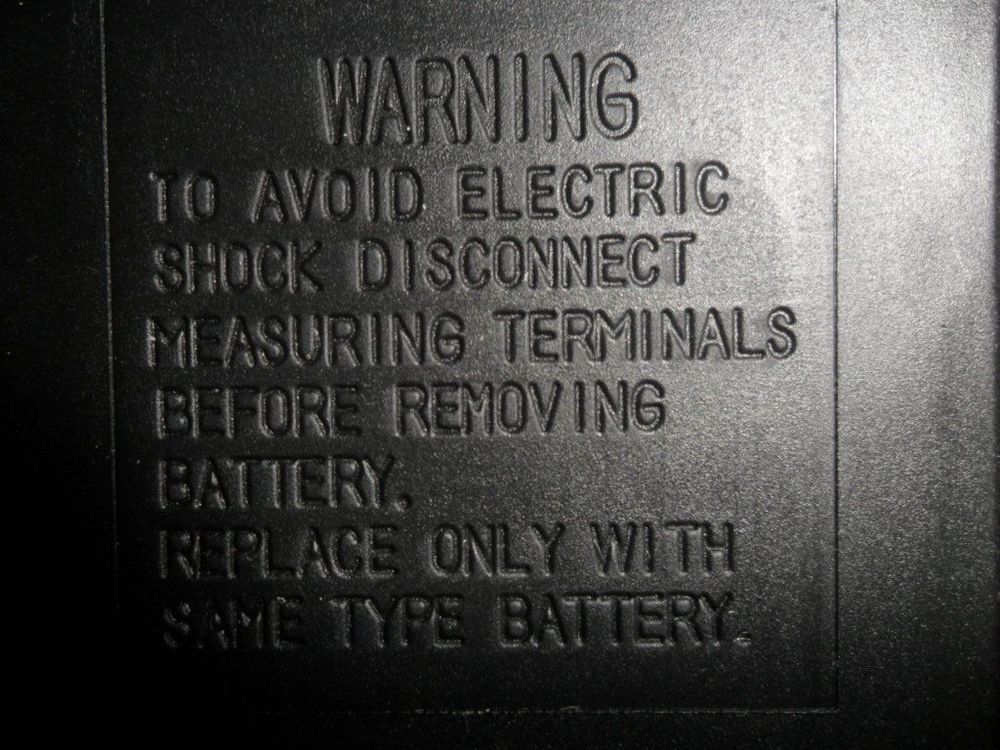 WARNING
TO AVOID ELECTRIC
SHOCK DISCONNECT
MEASURING TERMINALS
BEFORE REMOVING
BATTERY.
REPLACE ONLY WITH
SAME TYPE BATTERY.